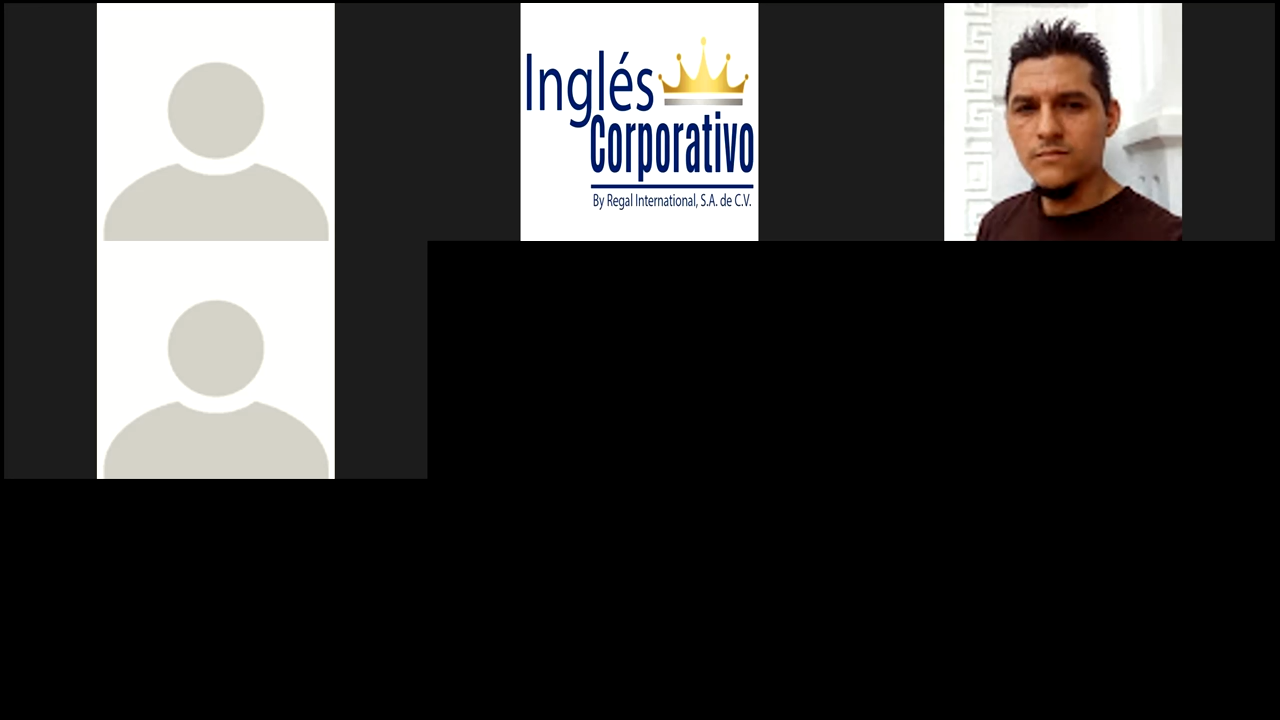 Inglés
Corporativo
By Regal International, S.A. de C.V.